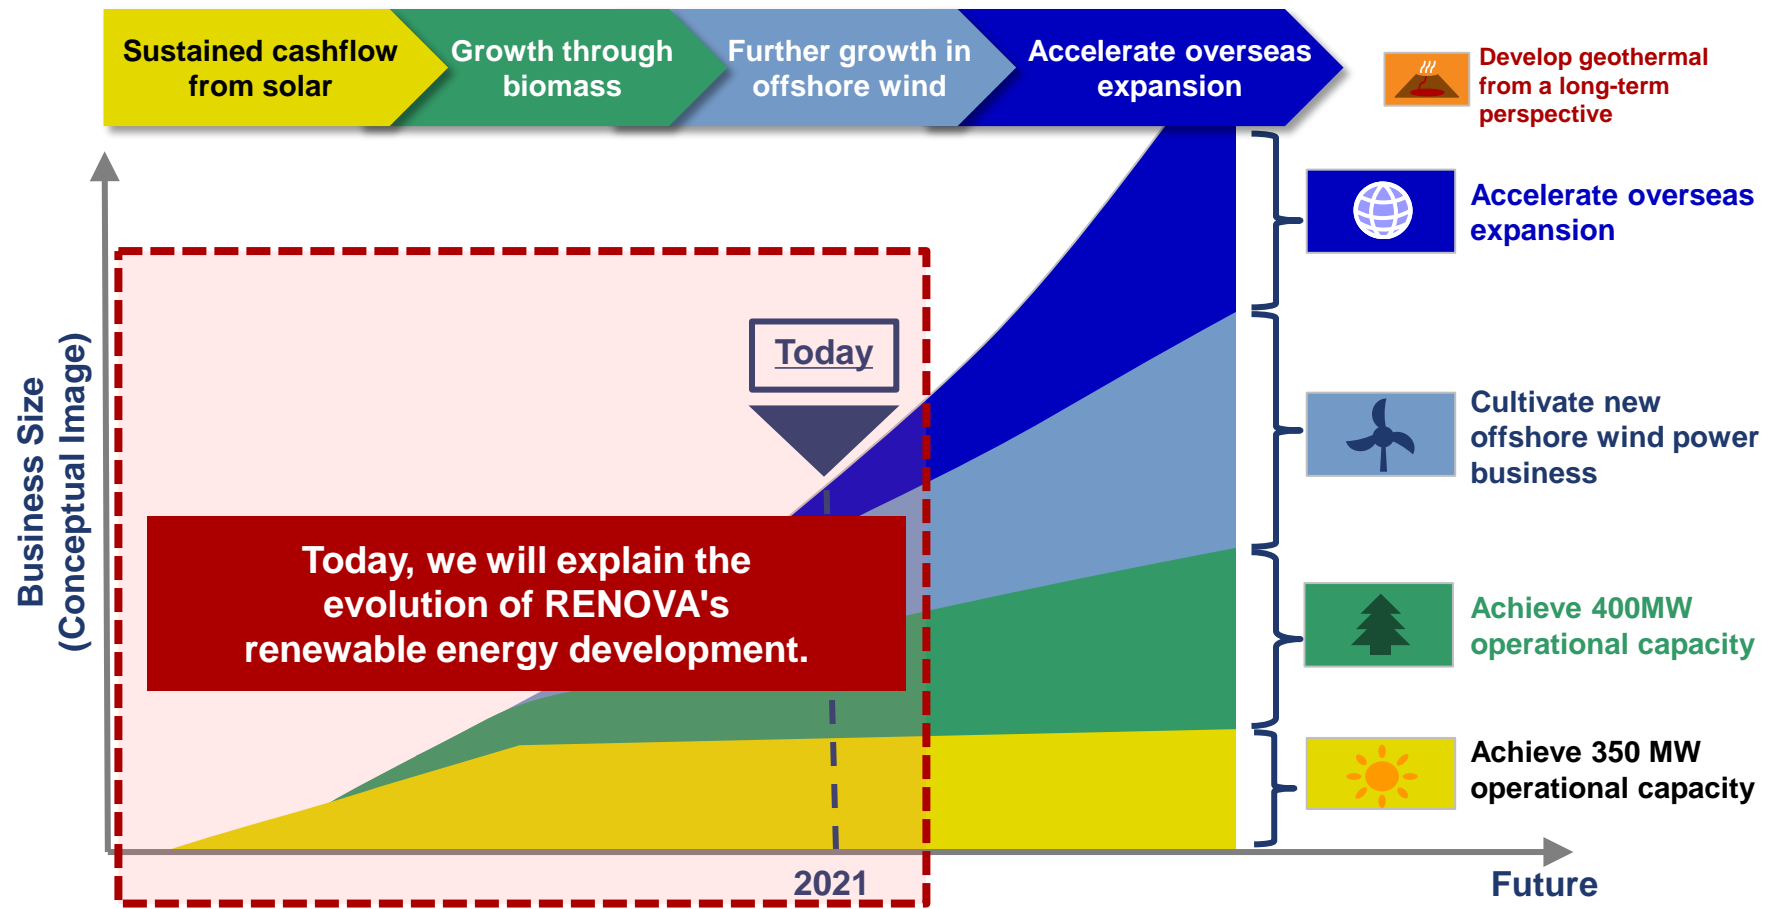 Sustained cashflow
from solar
Growth through
biomass
Further growth in
offshore wind
Accelerate overseas
expansion
Develop geothermal
from a long-term
perspective
Accelerate overseas
expansion
Today
Business Size
(Conceptual Image)
Cultivate new
offshore wind power
business
Today, we will explain the
evolution of RENOVA's
renewable energy development.
Achieve 400MW
operational capacity
Achieve 350 MW
operational capacity
2021
Future